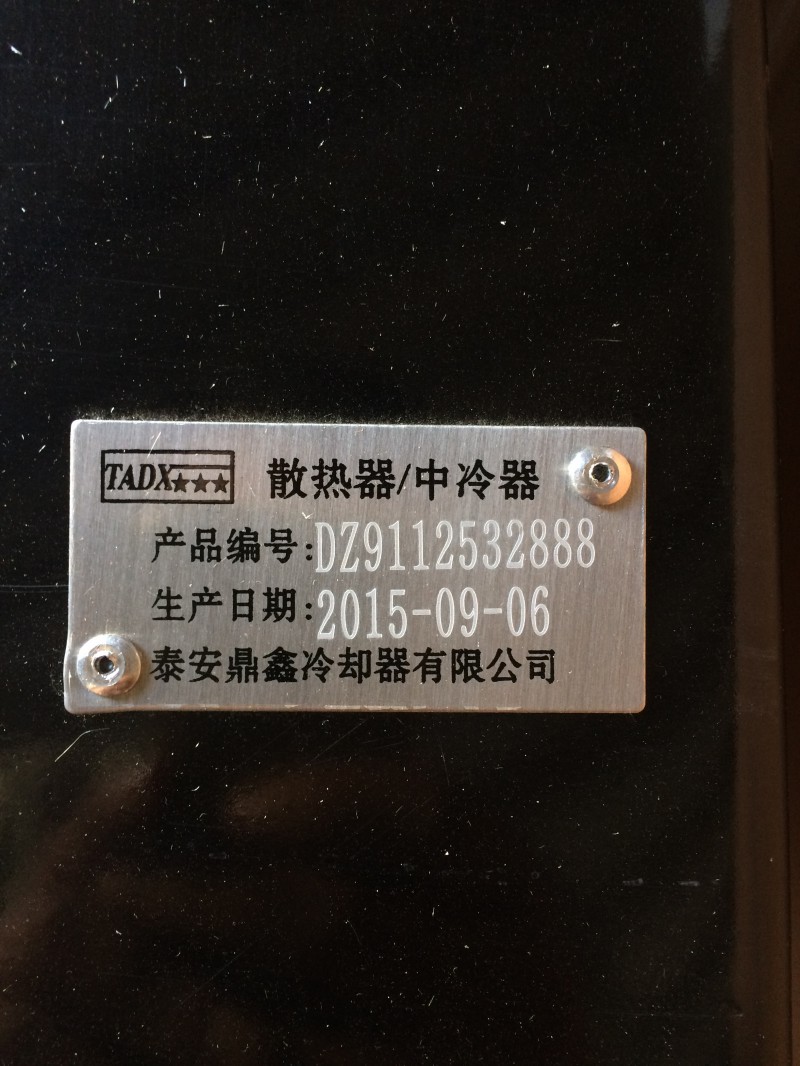 TADX★★★ 散热器/中冷器
产品编号:DZ9112532888
生产日期:2015-09-06
泰安鼎鑫冷却器有限公司